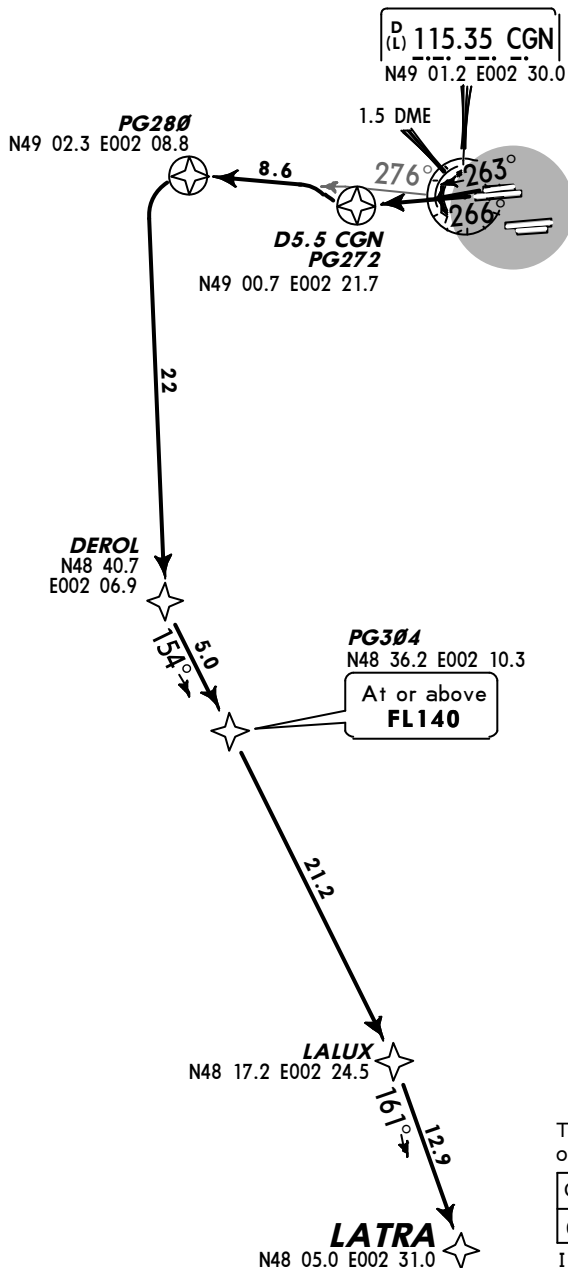 D
(L) 115.35 CGN
N49 01.2 E002 30.0
1.5 DME
PG28Ø
N49 02.3 E002 08.8
8.6
276°
263°
266°
D5.5 CGN
PG272
N49 00.7 E002 21.7
22
DEROL
N48 40.7
E002 06.9
154°
5.0
PG3Ø4
N48 36.2 E002 10.3
At or above
FL140
21.2
LALUX
N48 17.2 E002 24.5
161°
12.9
LATRA
N48 05.0 E002 31.0